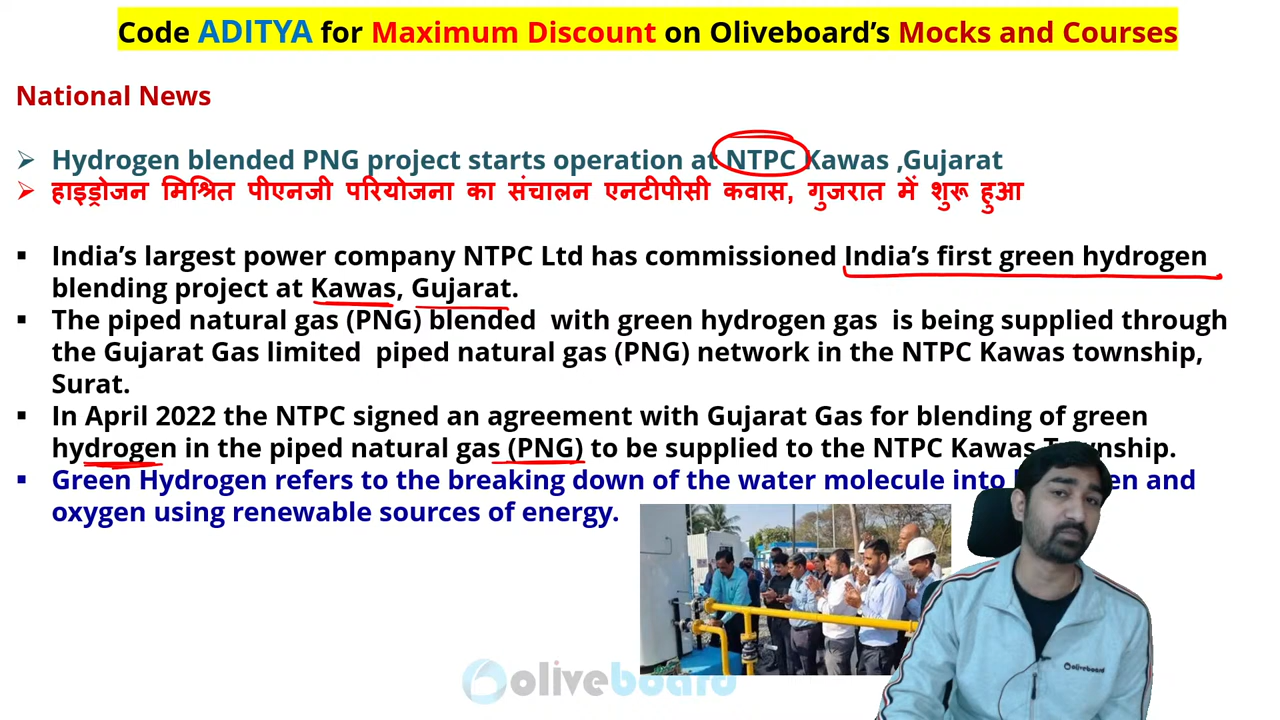 Code ADITYA for Maximum Discount on Oliveboard’s Mocks and Courses
National News
Hydrogen blended PNG project starts operation at NTPC Kawas ,Gujarat
हाइड्रोजन मिश्रित पीएनजी परियोजना का संचालन एनटीपीसी कवास, गुजरात में शुरू हुआ
India’s largest power company NTPC Ltd has commissioned India’s first green hydrogen
blending project at Kawas, Gujarat.
The piped natural gas (PNG) blended with green hydrogen gas is being supplied through
the Gujarat Gas limited piped natural gas (PNG) network in the NTPC Kawas township,
Surat.
In April 2022 the NTPC signed an agreement with Gujarat Gas for blending of green
hydrogen in the piped natural gas (PNG) to be supplied to the NTPC Kawas Township.
Green Hydrogen refers to the breaking down of the water molecule into and
oxygen using renewable sources of energy.
oliveboard
oliveboard